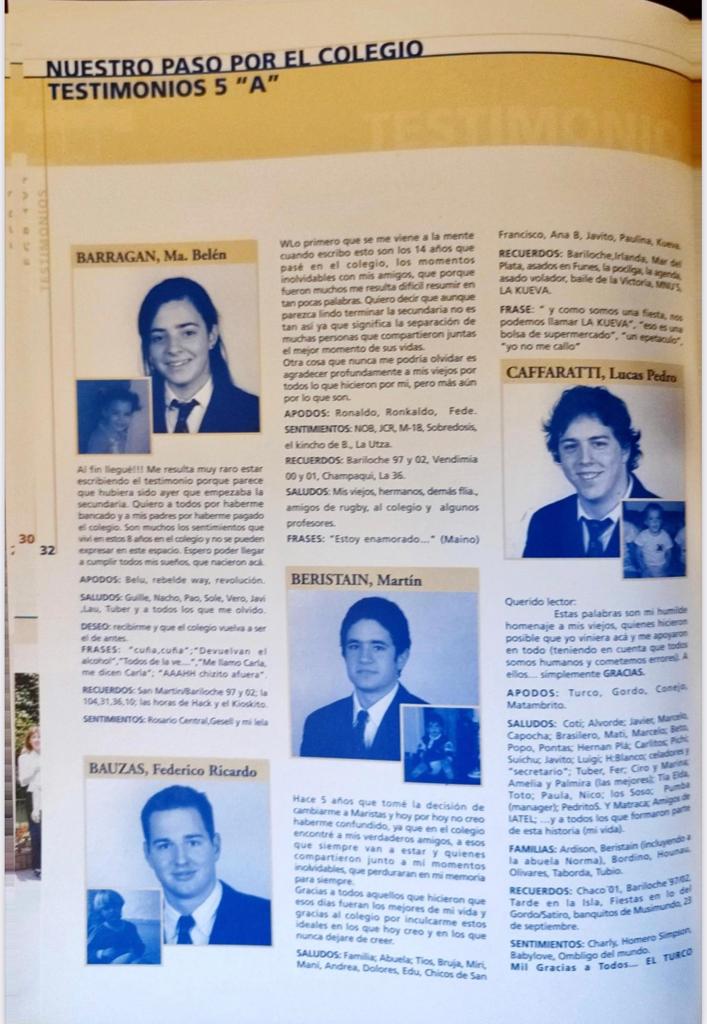 NUESTRO PASO POR EL COLEGIO
TESTIMONIOS 5 "A"
TESTIMONIO
TESTIMONIOS
30
32
BARRAGAN, Ma. Belén
Al fin llegué!!! Me resulta muy raro estar
escribiendo el testimonio porque parece
que hubiera sido ayer que empezaba la
secundaria. Quiero a todos por haberme
bancado y a mis padres por haberme pagado
el colegio. Son muchos los sentimientos que
viví en estos 8 años en el colegio y no se pueden
expresar en este espacio. Espero poder llegar
a cumplir todos mis sueños, que nacieron acá.
APODOS: Belu, rebelde way, revolución.
SALUDOS: Guille, Nacho, Pao, Sole, Vero, Javi
,Lau, Tuber y a todos los que me olvido.
DESEO: recibirme y que el colegio vuelva a ser
el de antes.
FRASES: "cuña,cuña";"Devuelvan el
alcohol","Todos de la ve...","Me llamo Carla,
me dicen Carla"; "AAAHH chizito afuera".
RECUERDOS: San Martin/Bariloche 97 y 02; la
104,31,36,10; las horas de Hack y el Kioskito.
SENTIMIENTOS: Rosario Central,Gesell y mi lela
BAUZAS, Federico Ricardo
WLo primero que se me viene a la mente
cuando escribo esto son los 14 años que
pasé en el colegio, los momentos
inolvidables con mis amigos, que porque
fueron muchos me resulta difícil resumir en
tan pocas palabras. Quiero decir que aunque
parezca lindo terminar la secundaria no es
tan así ya que significa la separación de
muchas personas que compartieron juntas
el mejor momento de sus vidas.
Otra cosa que nunca me podría olvidar es
agradecer profundamente a mis viejos por
todos lo que hicieron por mi, pero más aún
por lo que son.
APODOS: Ronaldo, Ronkaldo, Fede.
SENTIMIENTOS: NOB, JCR, M-18, Sobredosis,
el kincho de B., La Utza.
RECUERDOS: Bariloche 97 y 02, Vendimia
00 y 01, Champaqui, La 36.
SALUDOS: Mis viejos, hermanos, demás flia.,
amigos de rugby, al colegio y algunos
profesores.
FRASES: "Estoy enamorado..." (Maino)
BERISTAIN, Martín
Hace 5 años que tomé la decisión de
cambiarme a Maristas y hoy por hoy no creo
haberme confundido, ya que en el colegio
encontré a mis verdaderos amigos, a esos
que siempre van a estar y quienes
compartieron junto a mi momentos
inolvidables, que perduraran en mi memoria
para siempre.
Gracias a todos aquellos que hicieron que
esos días fueran los mejores de mi vida y
gracias al colegio por inculcarme estos
ideales en los que hoy creo y en los que
nunca dejare de creer.
SALUDOS: Familia; Abuela; Tios, Bruja, Miri,
Mani, Andrea, Dolores, Edu, Chicos de San
Francisco, Ana B, Javito, Paulina, Kueva.
RECUERDOS: Bariloche,Irlanda, Mar del
Plata, asados en Funes, la pocilga, la agenda,
asado volador, baile de la Victoria,
LA KUEVA.
FRASE: " y como somos una fiesta, nos
podemos llamar LA KUEVA", "eso es una
bolsa de supermercado", "un epetaculo",
"yo no me callo"
CAFFARATTI, Lucas Pedro
Querido lector:
Estas palabras son mi humilde
homenaje a mis viejos, quienes hicieron
posible que yo viniera acá y me apoyaron
en todo (teniendo en cuenta que todos
somos humanos y cometemos errores). A
ellos... simplemente GRACIAS.
APODOS: Turco, Gordo, Conejo,
Matambrito.
SALUDOS: Coti; Alvorde; Javier, Marcelo,
Capocha; Brasilero, Mati, Marcelo; Beto,
Popo, Pontas; Hernan Plá; Carlitos; Pichi;
Suichu; Javito; Luigi; H:Blanco; celadores y
"secretario"; Tuber, Fer; Ciro y Marina;
Amelia y Palmira (las mejores); Tia Elda,
Toto; Paula, Nico; los Soso; Pumba
(manager); PedritoS. Y Matraca; Amigos de
IATEL; ...y a todos los que formaron parte
de esta historia (mi vida).
FAMILIAS: Ardison, Beristain (incluyendo a
la abuela Norma), Bordino, Hounau,
Olivares, Taborda, Tubio.
RECUERDOS: Chaco'01, Bariloche'97/02,
Tarde en la Isla, Fiestas en lo del
Gordo/Satiro, banquitos de Musimundo, 23
de septiembre.
SENTIMIENTOS: Charly, Homero Simpson,
Babylove, Ombligo del mundo.
Mil Gracias a Todos... EL TURCO